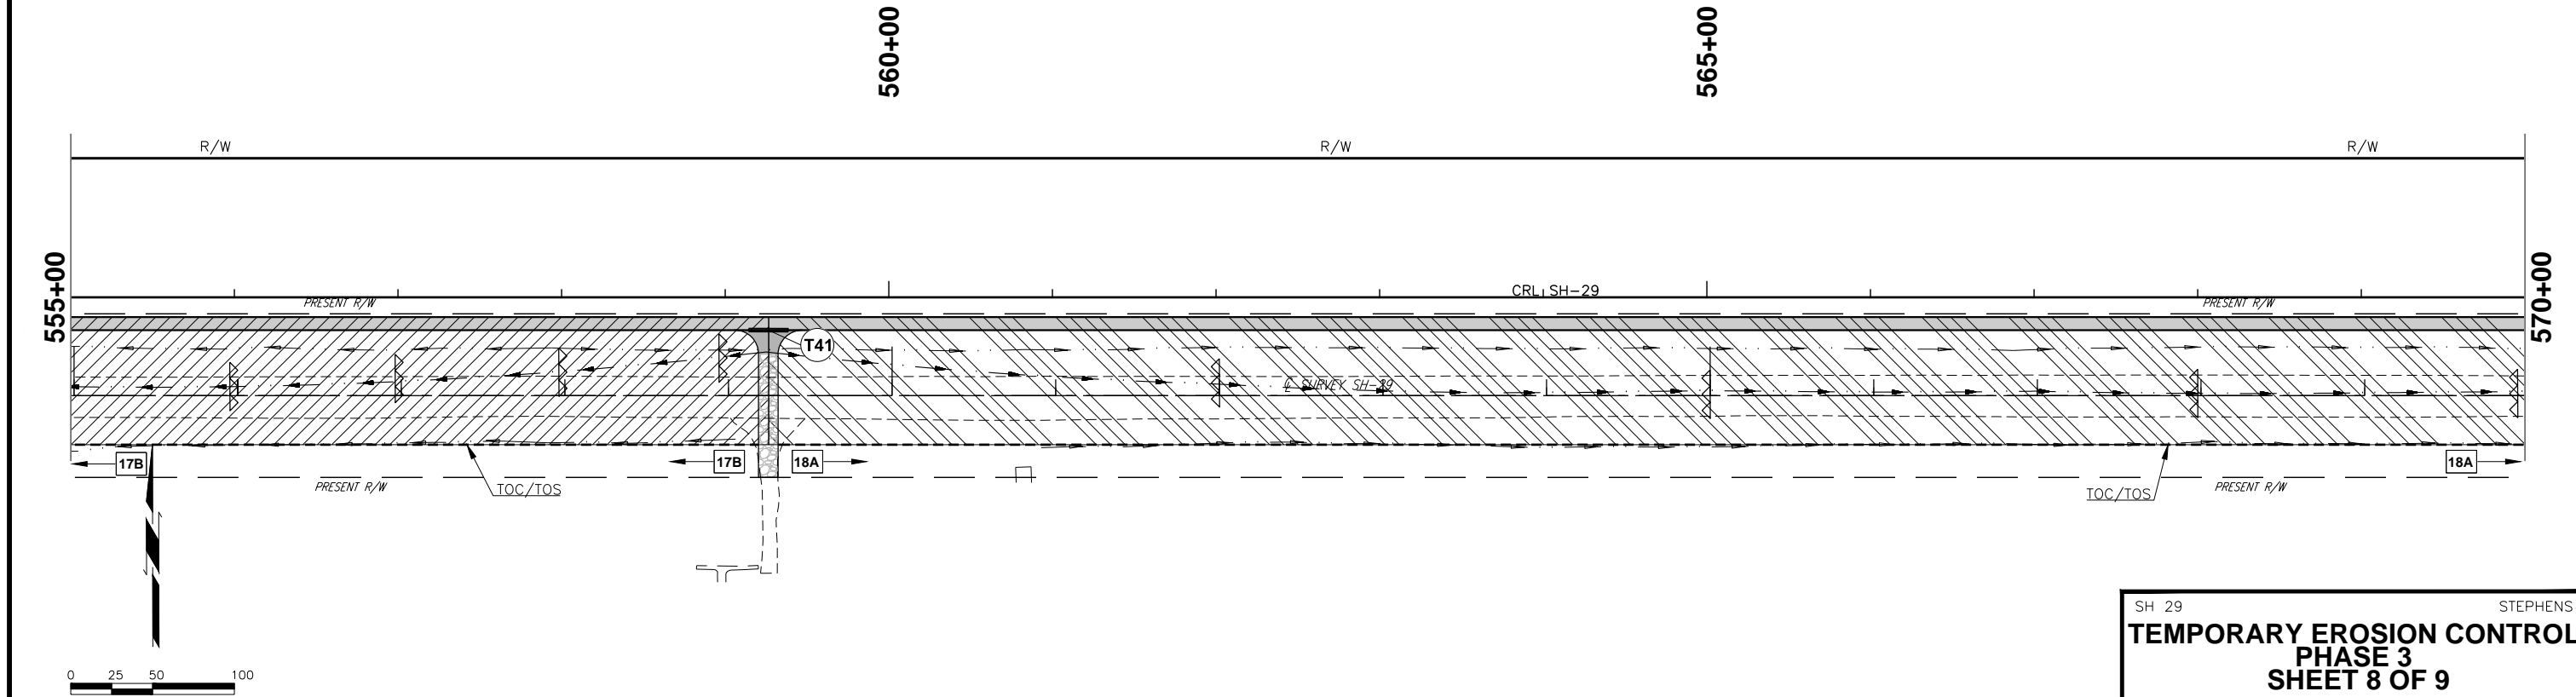 560+00
565+00
R/W
R/W
R/W
555+00
570+00
CRL SH-29
PRESENT R/W
PRESENT R/W
T41
℄ SURVEY SH-29
17B
17B
18A
18A
PRESENT R/W
TOC/TOS
TOC/TOS
PRESENT R/W
0 25 50 100
SH 29 STEPHENS
TEMPORARY EROSION CONTROL
PHASE 3
SHEET 8 OF 9